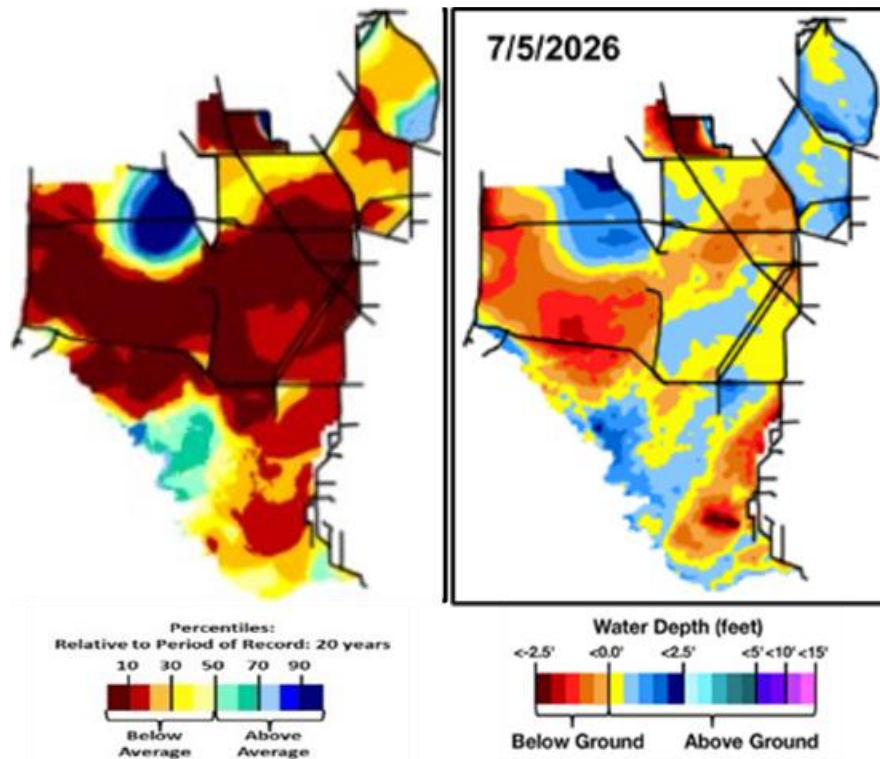 7/5/2026
Percentiles:
Relative to Period of Record: 20 years
10 30 50 70 90
Below Average
Above Average
Water Depth (feet)
<-2.5' <0.0' <2.5' <5' <10' <15'
Below Ground Above Ground